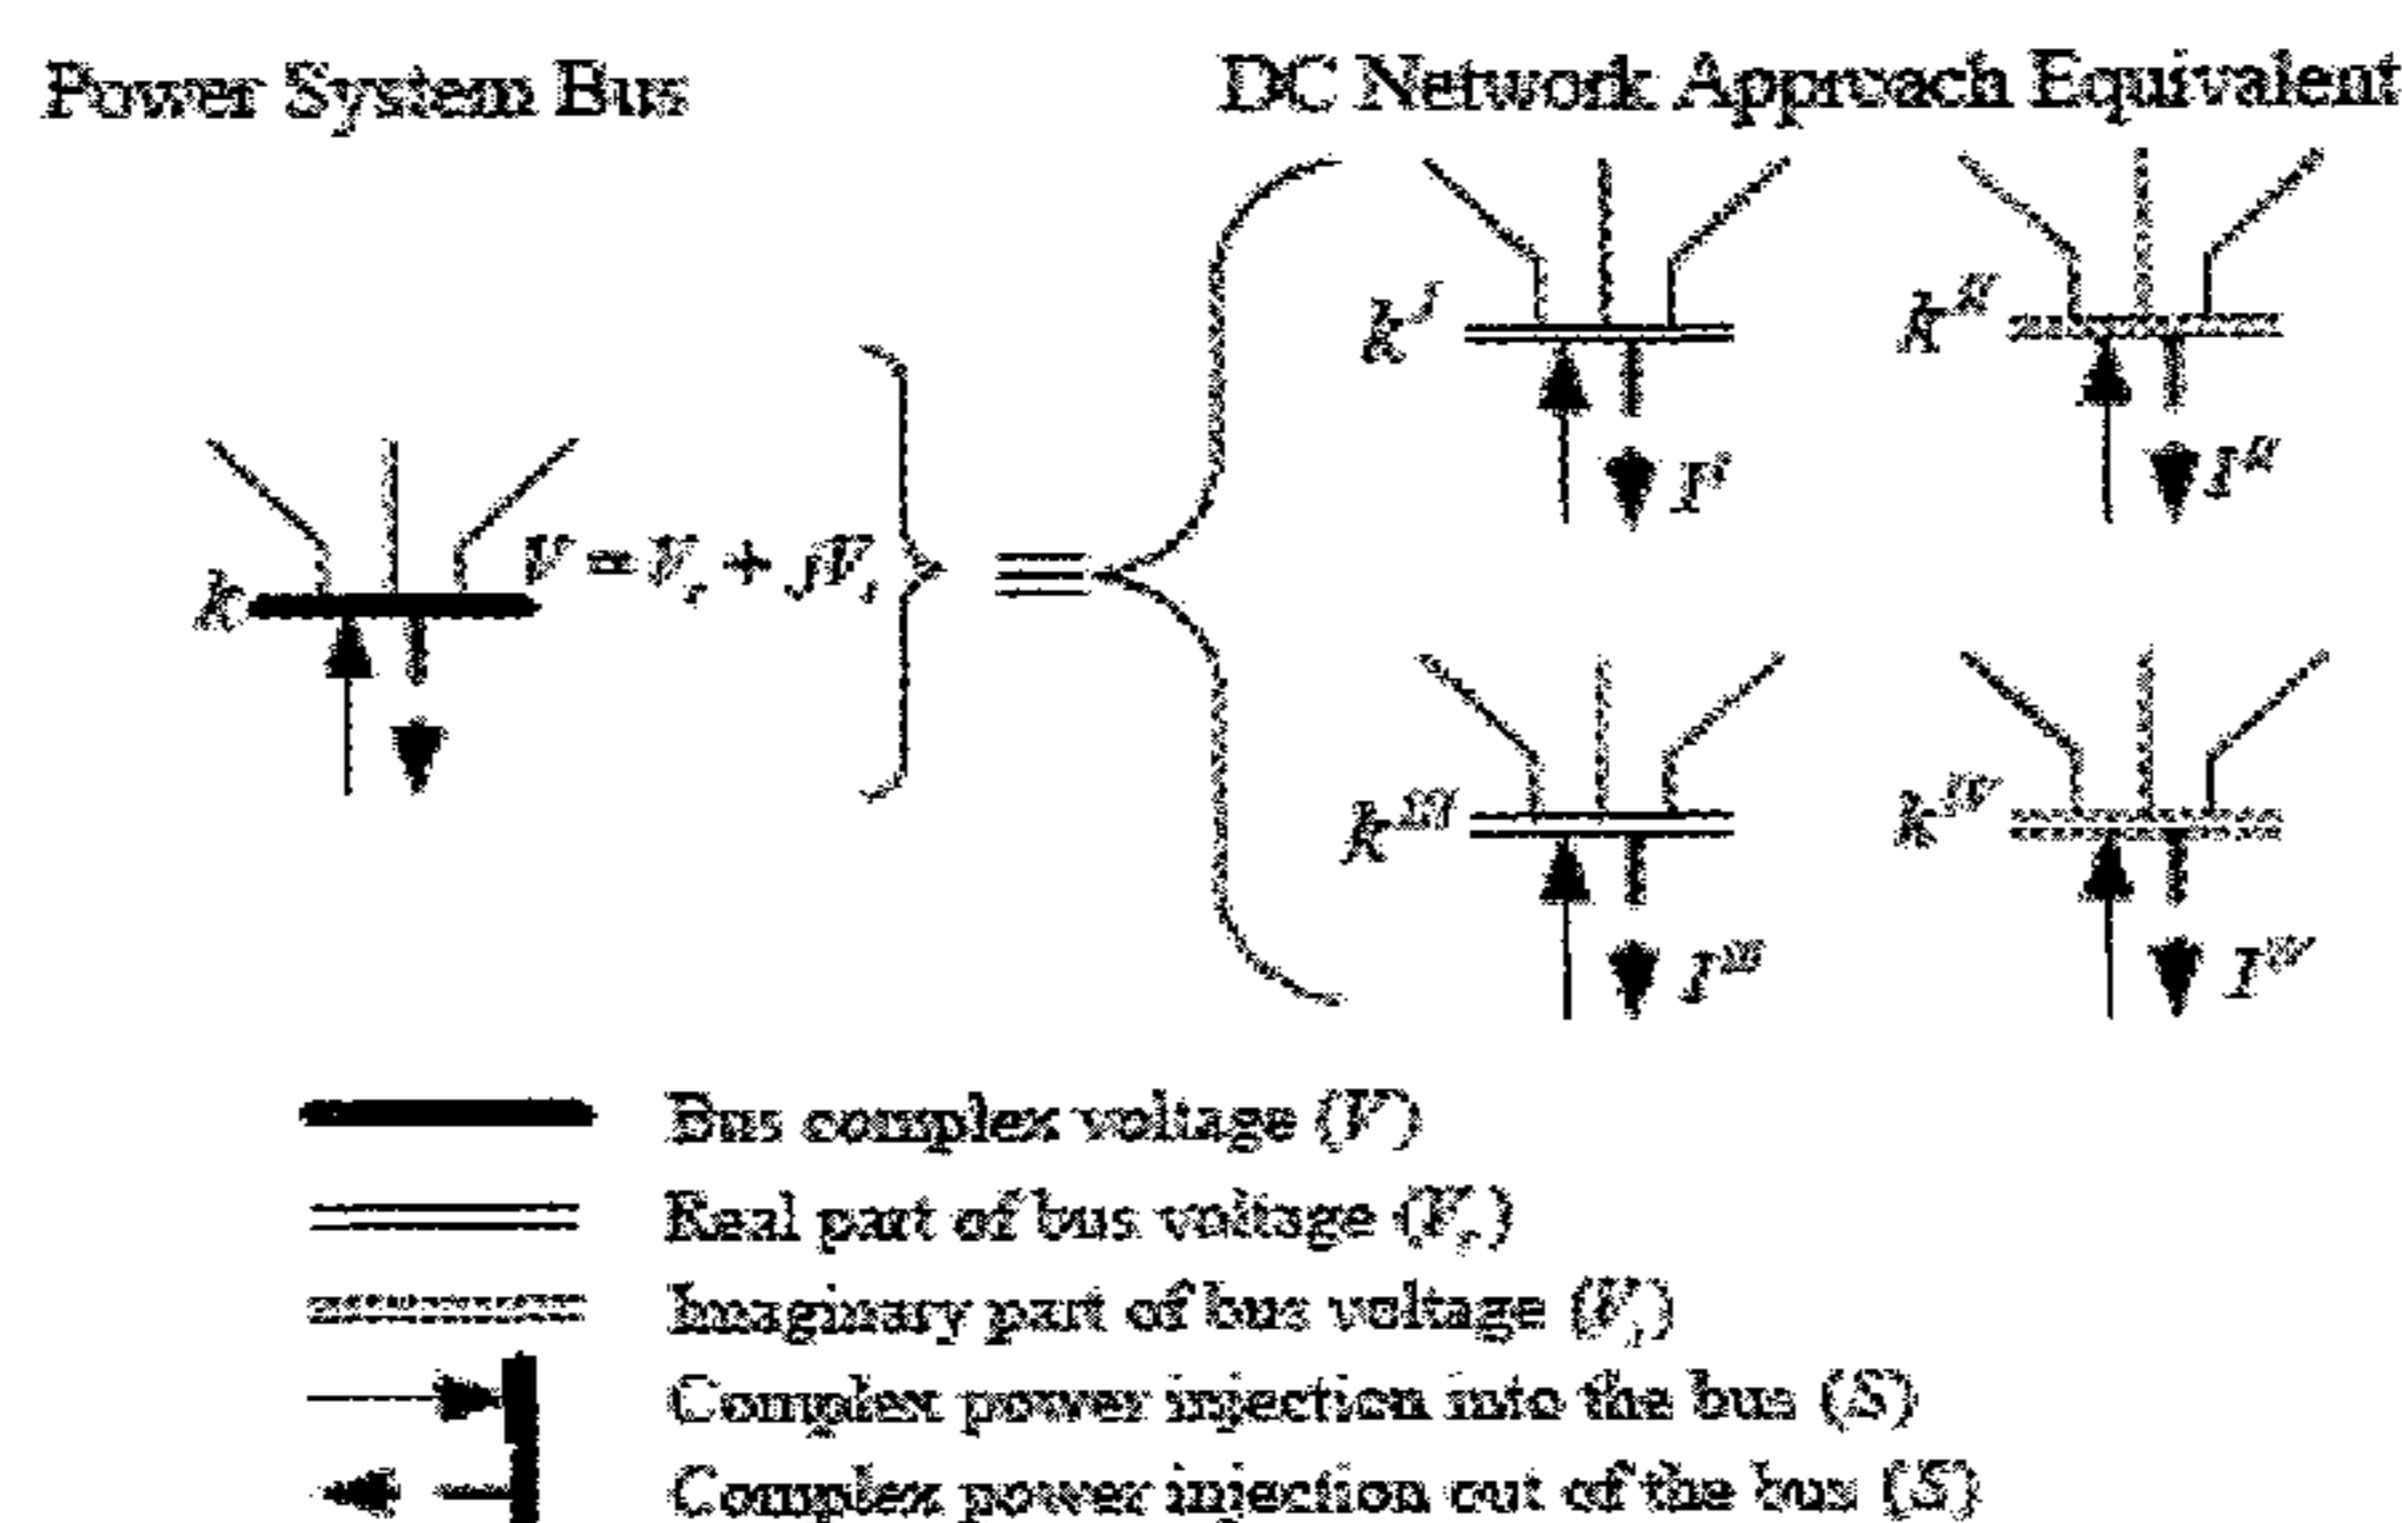 Power System Bus
DC Network Approach Equivalent
k^I
k^II
I^I
I^II
k
V = V_r + jV_i
k^III
k^IV
I^III
I^IV
Bus complex voltage (V)
Real part of bus voltage (V_r)
Imaginary part of bus voltage (V_i)
Complex power injection into the bus (S)
Complex power injection out of the bus (S)